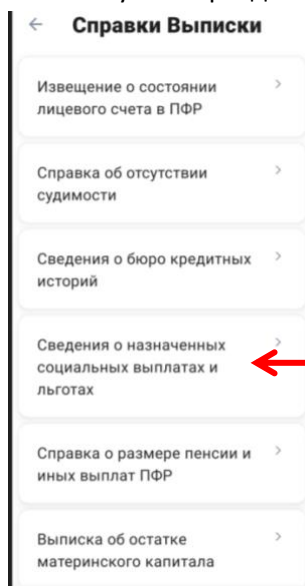 Справки Выписки
Извещение о состоянии
лицевого счета в ПФР
Справка об отсутствии
судимости
Сведения о бюро кредитных
историй
Сведения о назначенных
социальных выплатах и
льготах
Справка о размере пенсии и
иных выплат ПФР
Выписка об остатке
материнского капитала